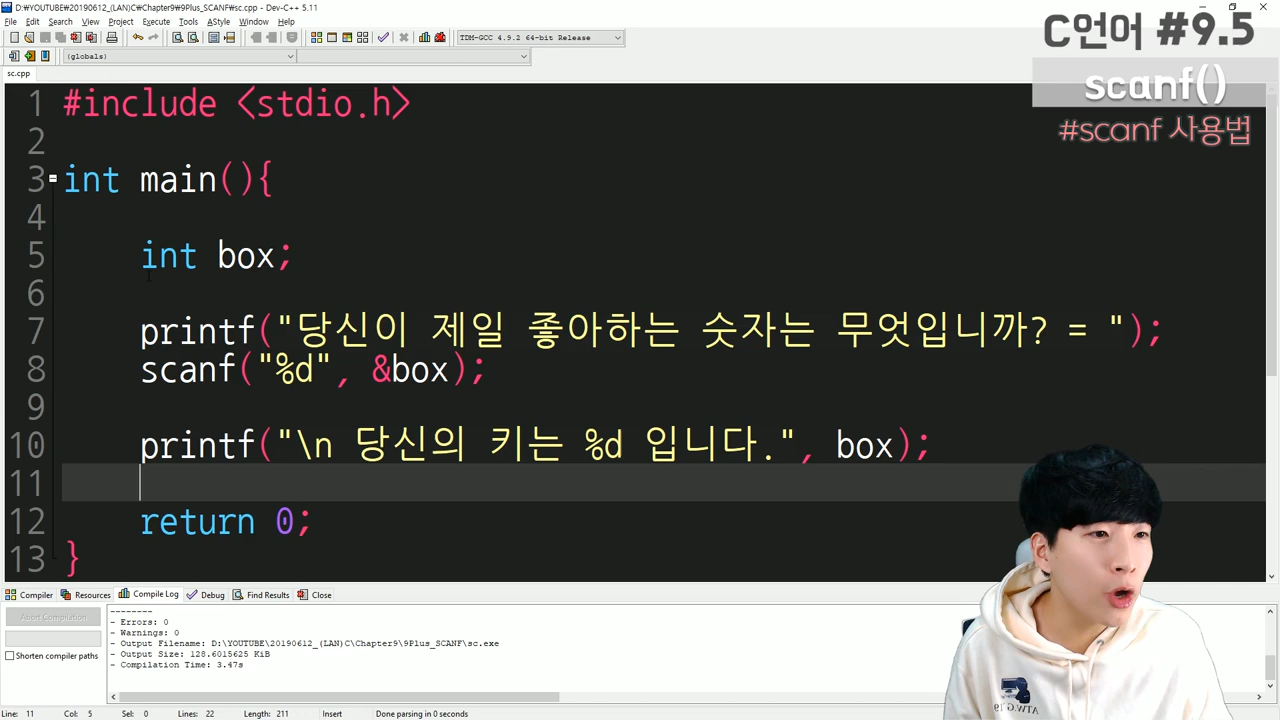 D:₩YOUTUBE₩20190612_(LAN)C₩Chapter9₩9Plus_SCANF₩sc.cpp - Dev-C++ 5.11
File Edit Search View Project Execute Tools AStyle Window Help
TDM-GCC 4.9.2 64-bit Release
(globals)
sc.cpp
C언어 #9.5
scanf()
#scanf 사용법
1 #include <stdio.h>
2
3 int main(){
4
5 int box;
6
7 printf("당신이 제일 좋아하는 숫자는 무엇입니까? = ");
8 scanf("%d", &box);
9
10 printf("\n 당신의 키는 %d 입니다.", box);
11
12 return 0;
13 }
Compiler Resources Compile Log Debug Find Results Close
Abort Compilation
Shorten compiler paths
--------
- Errors: 0
- Warnings: 0
- Output Filename: D:₩YOUTUBE₩20190612_(LAN)C₩Chapter9₩9Plus_SCANF₩sc.exe
- Output Size: 128.6015625 KiB
- Compilation Time: 3.47s
Line: 11 Col: 5 Sel: 0 Lines: 22 Length: 211 Insert Done parsing in 0 seconds
ATW.G'19